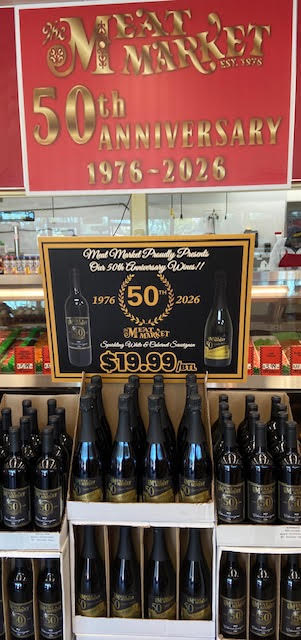 The MEAT MARKET
EST. 1976
50th ANNIVERSARY
1976-2026
Meat Market Proudly Presents
Our 50th Anniversary Wines!!
1976 50TH 2026
MEAT MARKET
Sparkling White & Cabernet Sauvignon
$19.99/BTL